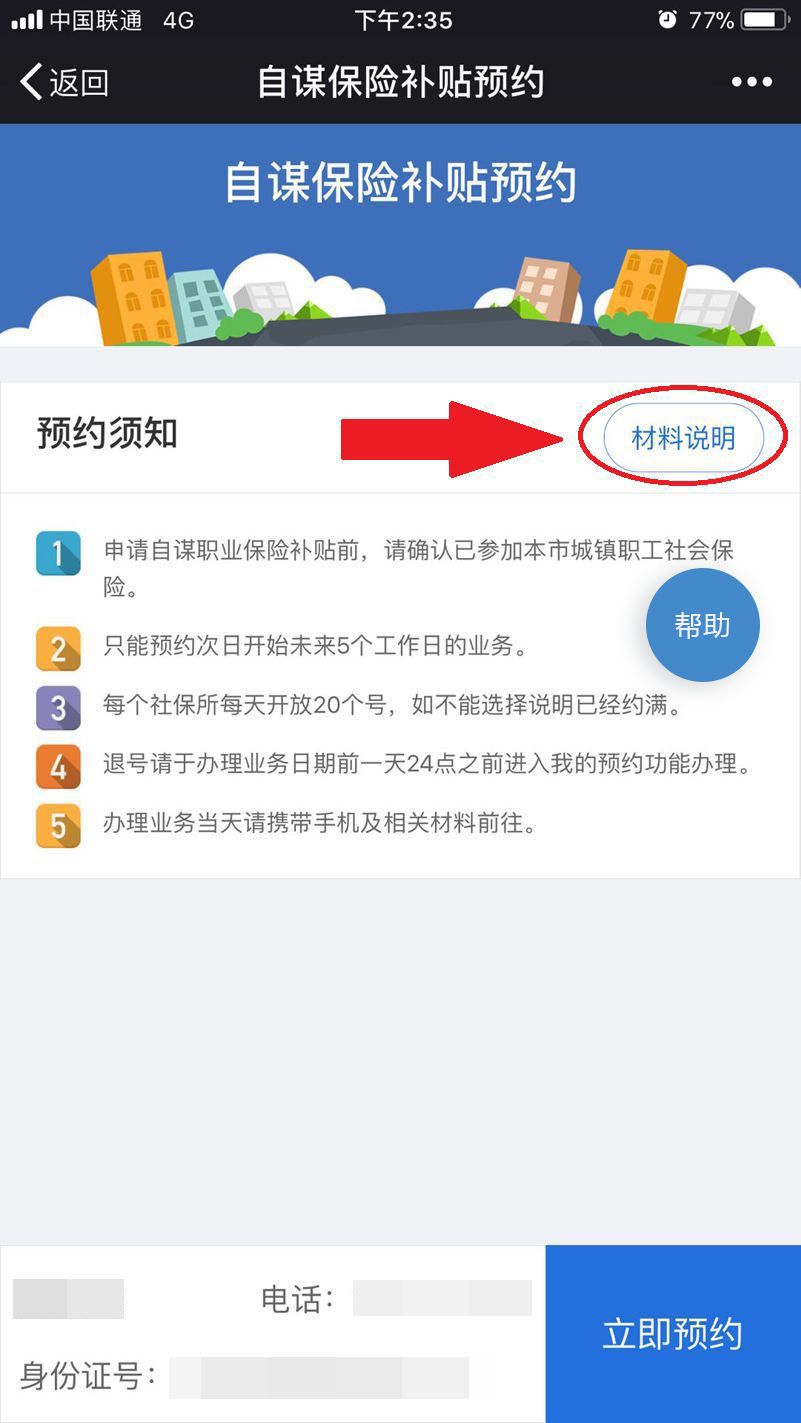 中国联通 4G 下午2:35 77%
返回 自谋保险补贴预约
自谋保险补贴预约
预约须知 材料说明
1 申请自谋职业保险补贴前，请确认已参加本市城镇职工社会保
险。
帮助
2 只能预约次日开始未来5个工作日的业务。
3 每个社保所每天开放20个号，如不能选择说明已经约满。
4 退号请于办理业务日期前一天24点之前进入我的预约功能办理。
5 办理业务当天请携带手机及相关材料前往。
电话：
身份证号：
立即预约